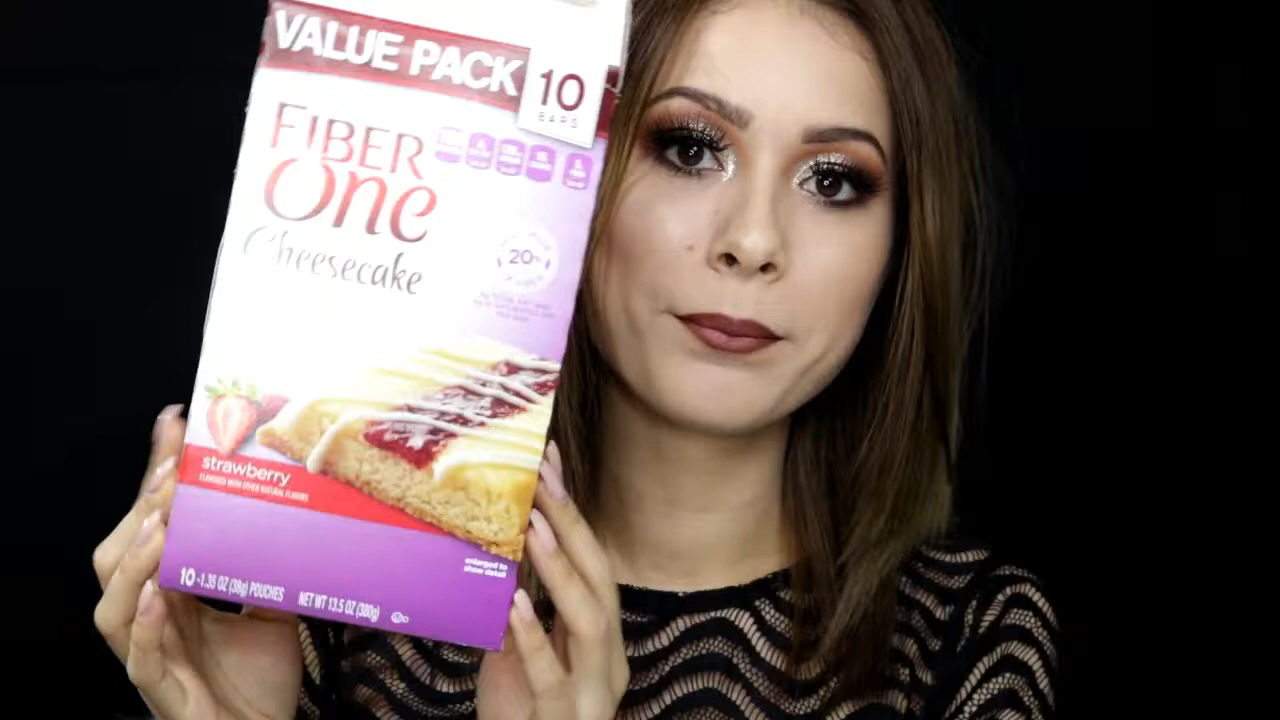 VALUE PACK
10
BARS
FIBER
One
Cheesecake
20%
strawberry
FLAVORED WITH OTHER NATURAL FLAVORS
enlarged to
show detail
10 - 1.35 OZ (38g) POUCHES NET WT 13.5 OZ (380g)